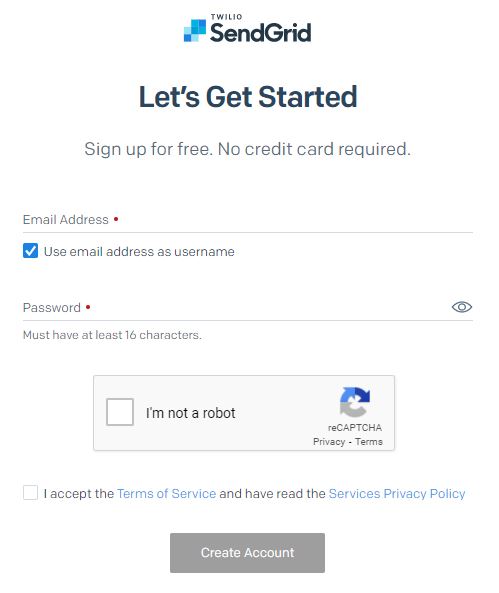 TWILIO
SendGrid
Let's Get Started
Sign up for free. No credit card required.
Email Address •
Use email address as username
Password •
Must have at least 16 characters.
I'm not a robot
reCAPTCHA
Privacy - Terms
I accept the Terms of Service and have read the Services Privacy Policy
Create Account